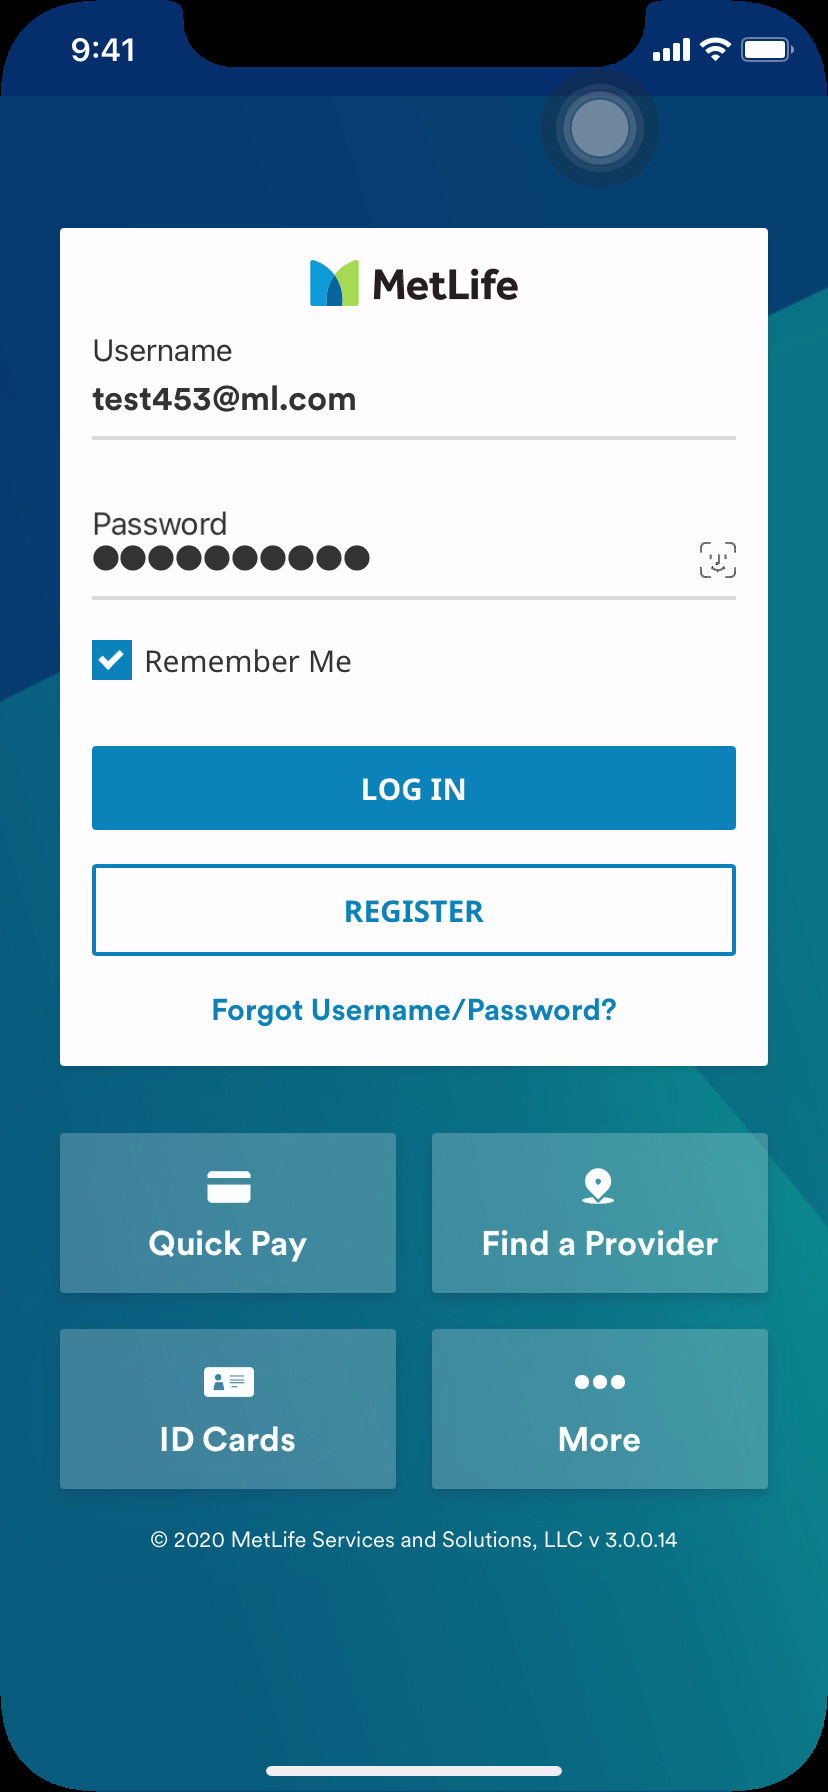 9:41
MetLife
Username
test453@ml.com
Password
●●●●●●●●●●
Remember Me
LOG IN
REGISTER
Forgot Username/Password?
Quick Pay
Find a Provider
ID Cards
More
© 2020 MetLife Services and Solutions, LLC v 3.0.0.14